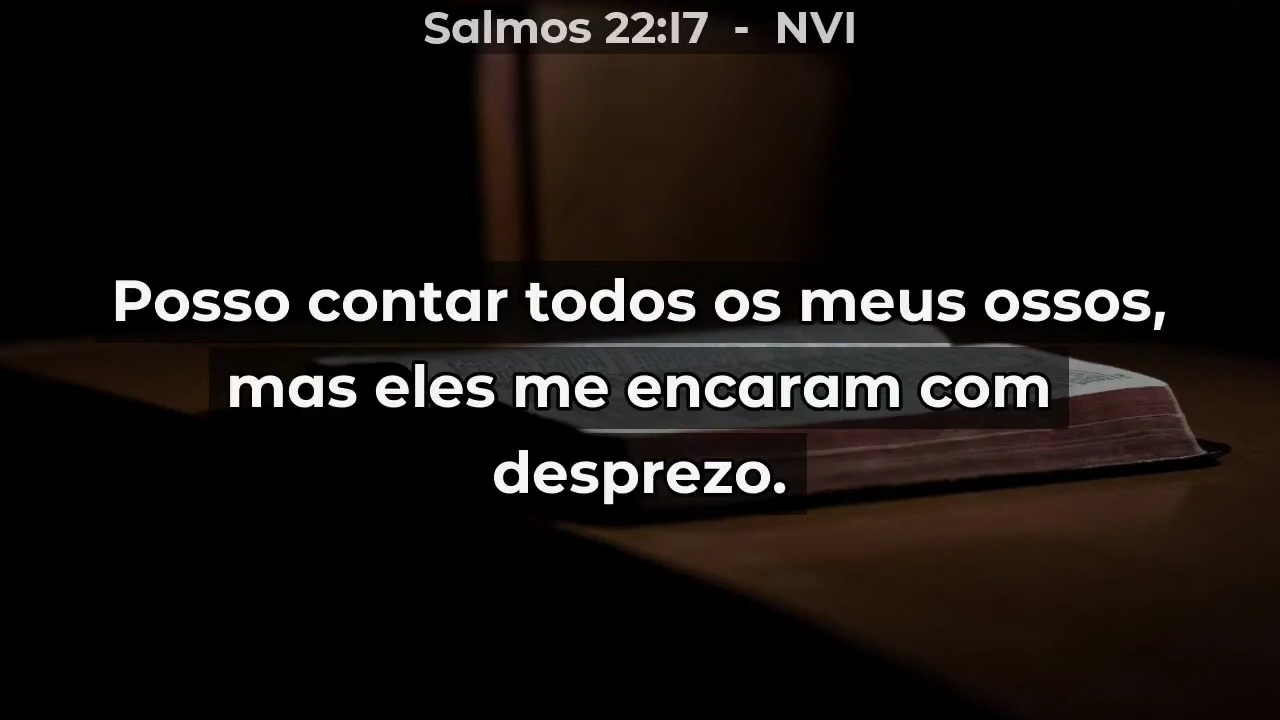 Salmos 22:17 - NVI
Posso contar todos os meus ossos,
mas eles me encaram com
desprezo.